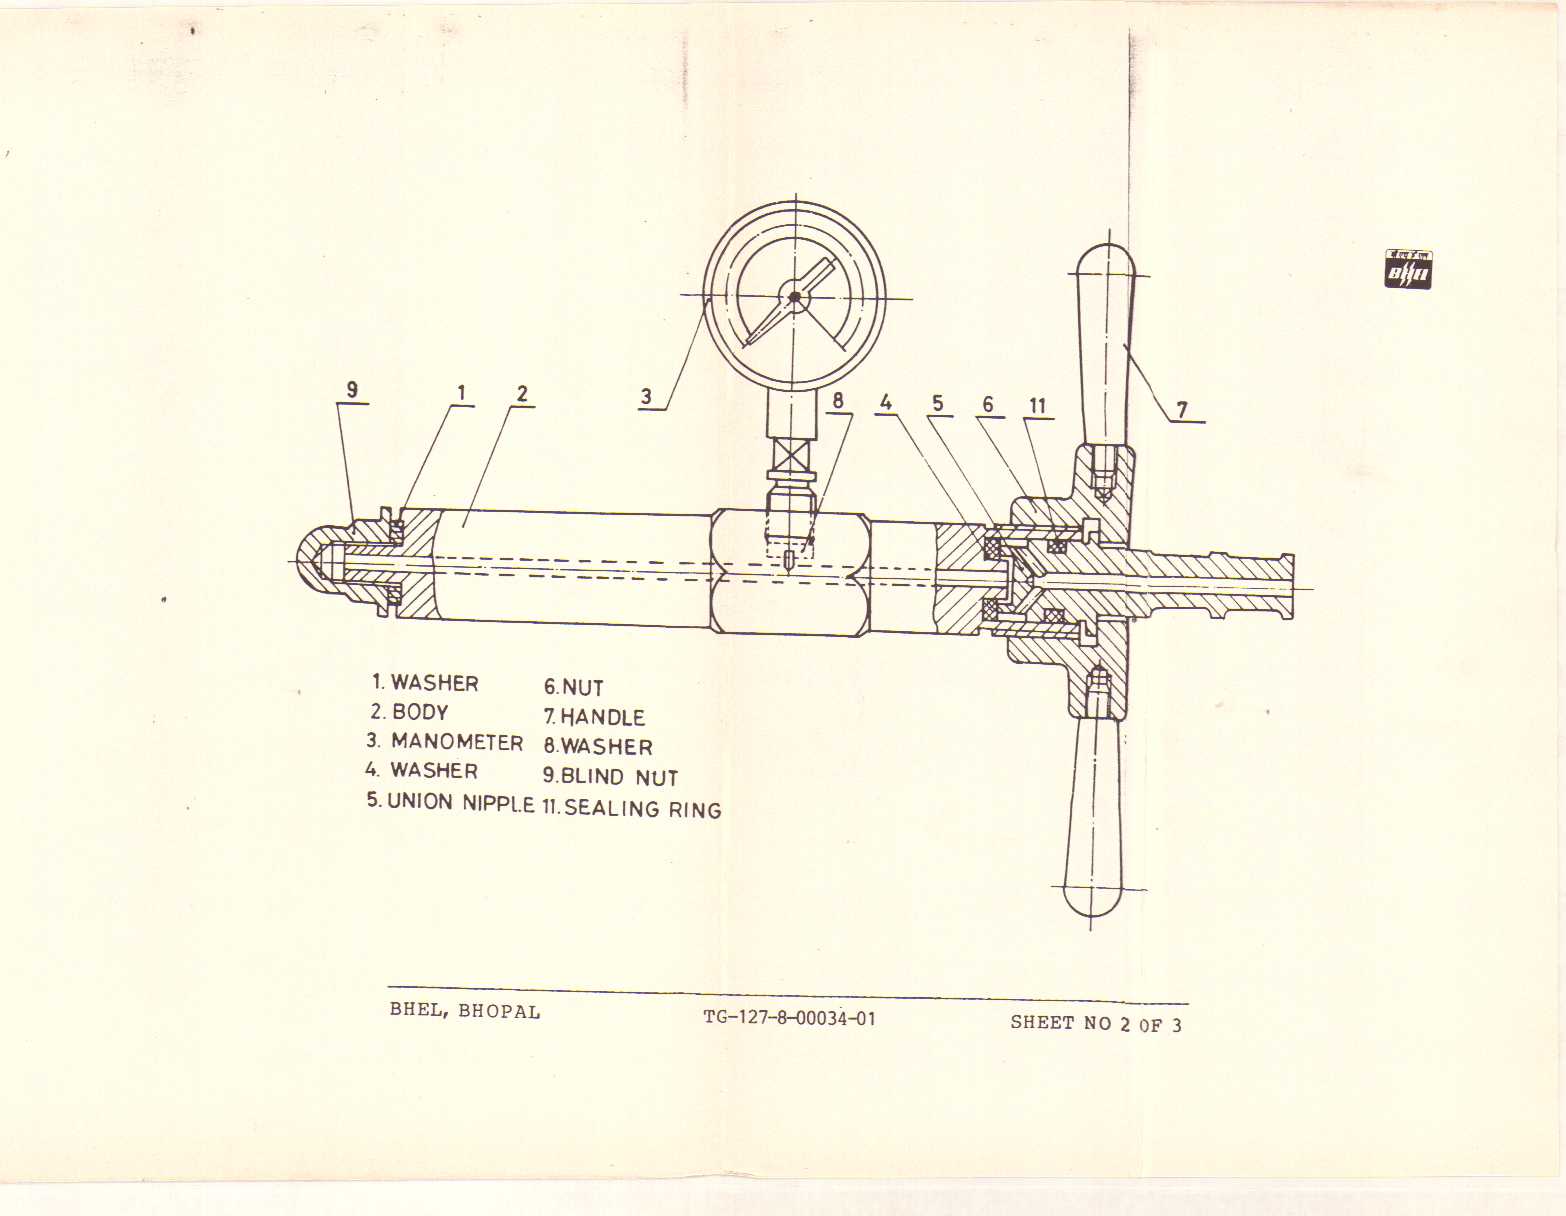 3
9
1
2
8
4
5
6
11
7
BHEL
1. WASHER
2. BODY
3. MANOMETER
4. WASHER
5. UNION NIPPLE
6. NUT
7. HANDLE
8. WASHER
9. BLIND NUT
11. SEALING RING
BHEL, BHOPAL
TG-127-8-00034-01
SHEET NO 2 OF 3